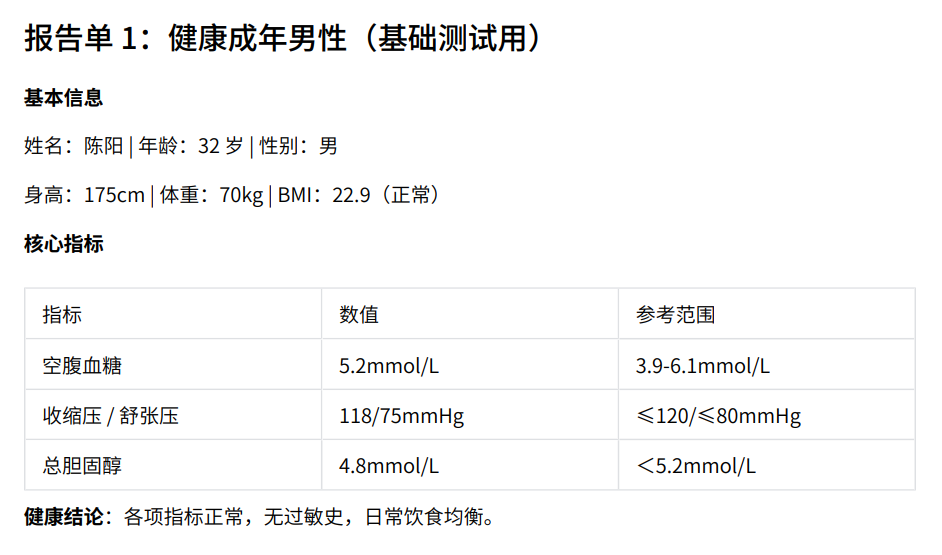 报告单 1：健康成年男性（基础测试用）
基本信息
姓名：陈阳 | 年龄：32 岁 | 性别：男
身高：175cm | 体重：70kg | BMI：22.9（正常）
核心指标
指标 数值 参考范围
空腹血糖 5.2mmol/L 3.9-6.1mmol/L
收缩压 / 舒张压 118/75mmHg ≤120/≤80mmHg
总胆固醇 4.8mmol/L ＜5.2mmol/L
健康结论：各项指标正常，无过敏史，日常饮食均衡。